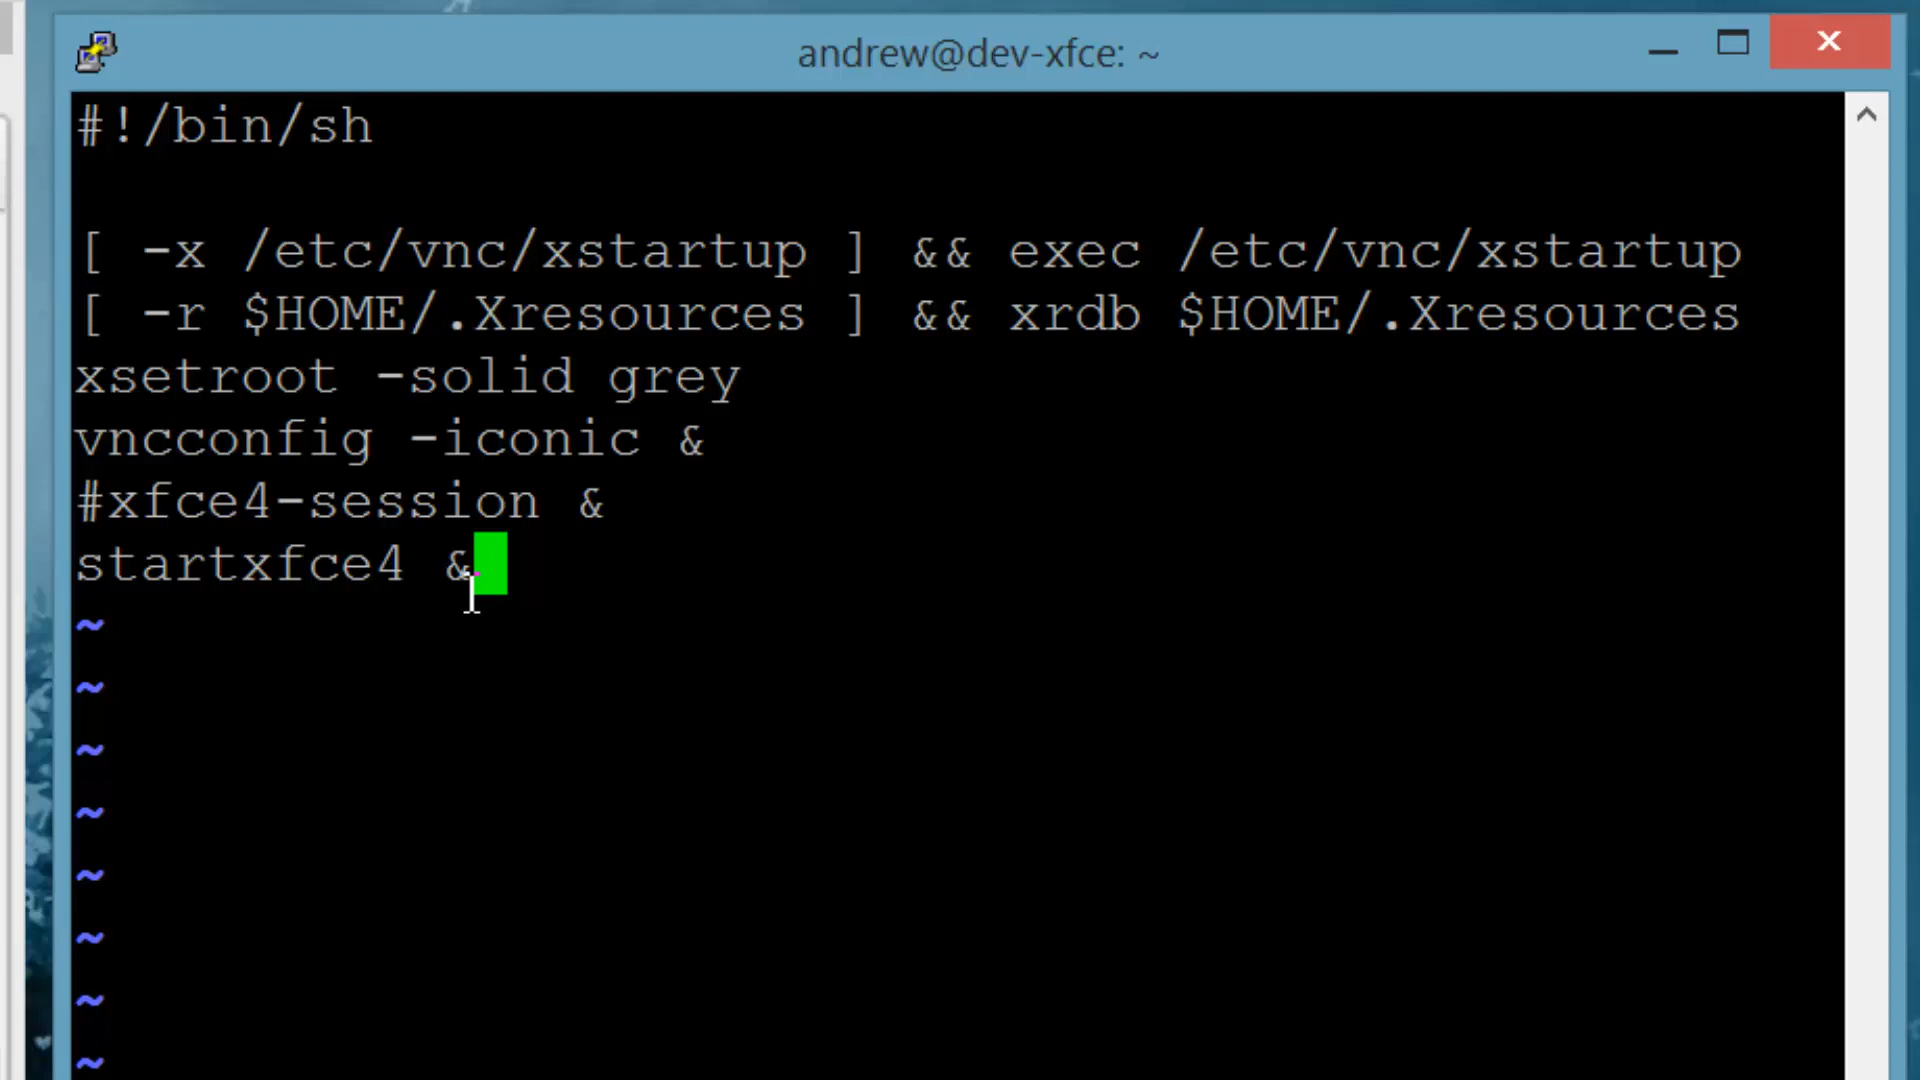 andrew@dev-xfce: ~
#!/bin/sh
[ -x /etc/vnc/xstartup ] && exec /etc/vnc/xstartup
[ -r $HOME/.Xresources ] && xrdb $HOME/.Xresources
xsetroot -solid grey
vncconfig -iconic &
#xfce4-session &
startxfce4 &
~
~
~
~
~
~
~
~